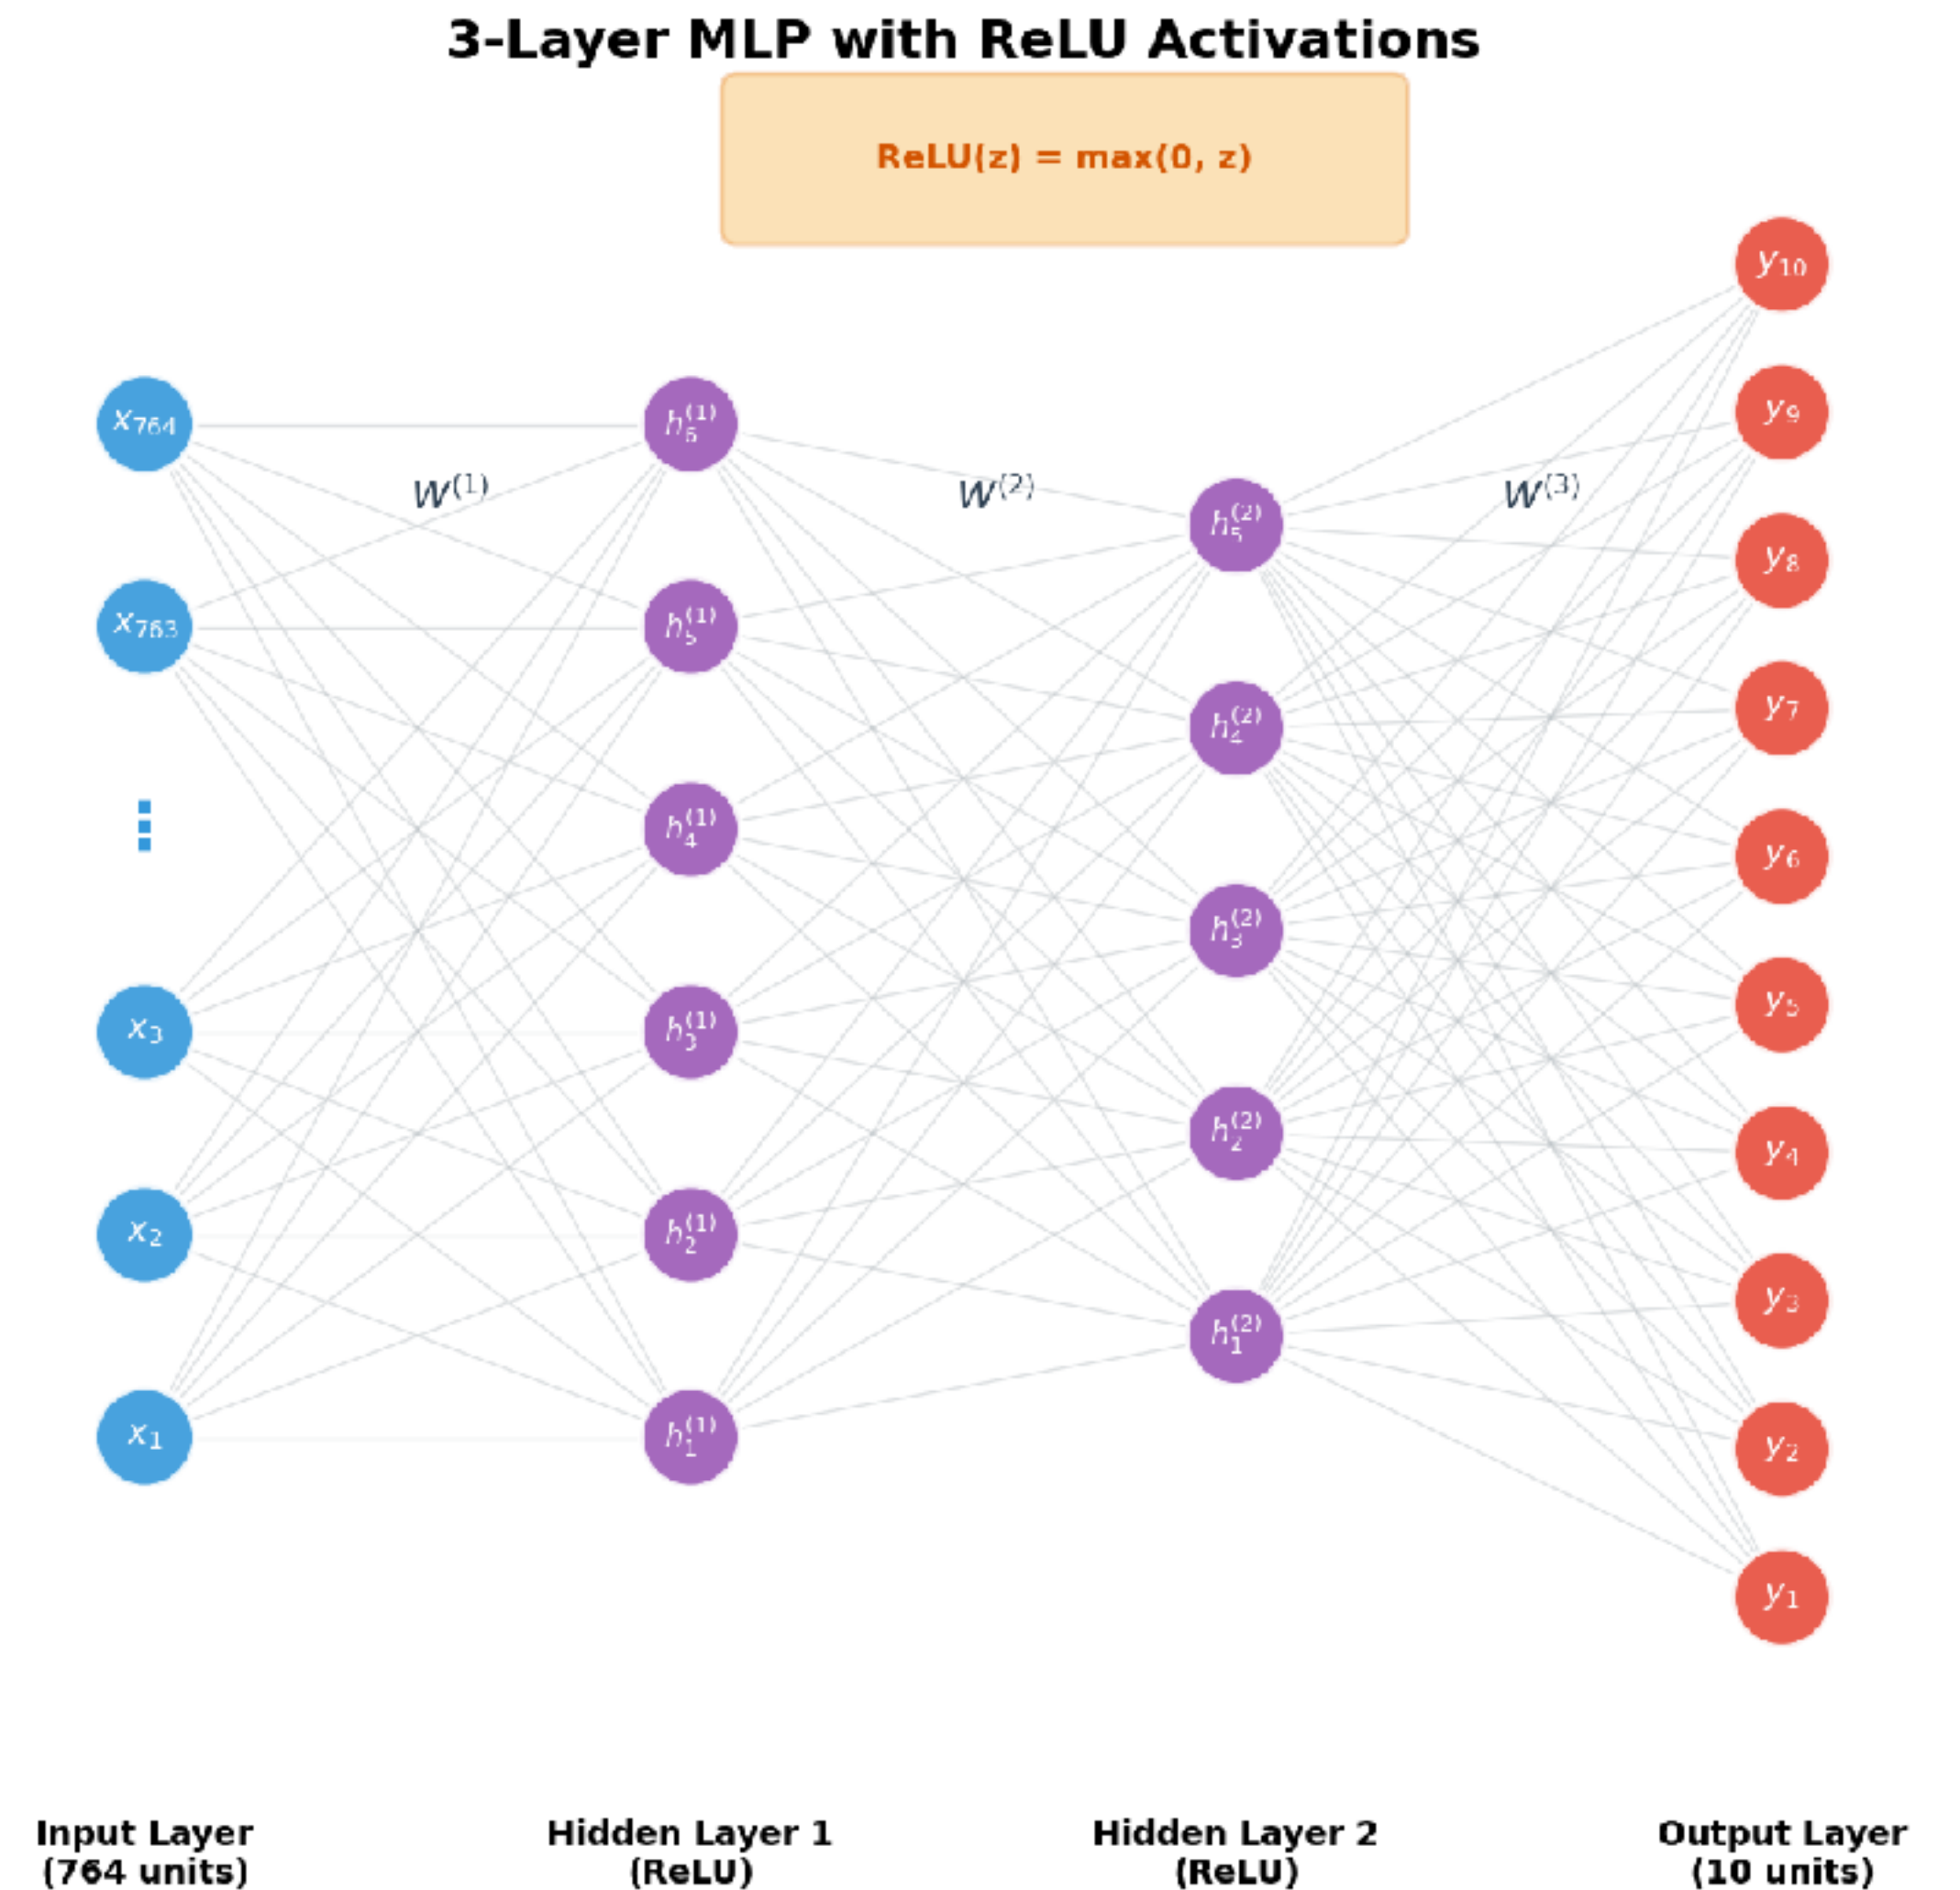 3-Layer MLP with ReLU Activations
ReLU(z) = max(0, z)
x₇₆₄
x₇₆₃
x₃
x₂
x₁
W⁽¹⁾
h₆⁽¹⁾
h₅⁽¹⁾
h₄⁽¹⁾
h₃⁽¹⁾
h₂⁽¹⁾
h₁⁽¹⁾
W⁽²⁾
h₅⁽²⁾
h₄⁽²⁾
h₃⁽²⁾
h₂⁽²⁾
h₁⁽²⁾
W⁽³⁾
y₁₀
y₉
y₈
y₇
y₆
y₅
y₄
y₃
y₂
y₁
Input Layer
(764 units)
Hidden Layer 1
(ReLU)
Hidden Layer 2
(ReLU)
Output Layer
(10 units)